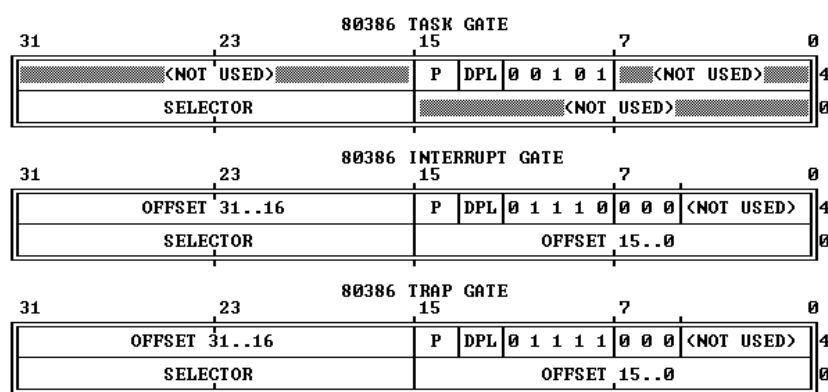 80386 TASK GATE
31 23 15 7 0
<NOT USED> P DPL 0 0 1 0 1 <NOT USED> 4
SELECTOR <NOT USED> 0
80386 INTERRUPT GATE
31 23 15 7 0
OFFSET 31..16 P DPL 0 1 1 1 0 0 0 0 <NOT USED> 4
SELECTOR OFFSET 15..0 0
80386 TRAP GATE
31 23 15 7 0
OFFSET 31..16 P DPL 0 1 1 1 1 0 0 0 <NOT USED> 4
SELECTOR OFFSET 15..0 0